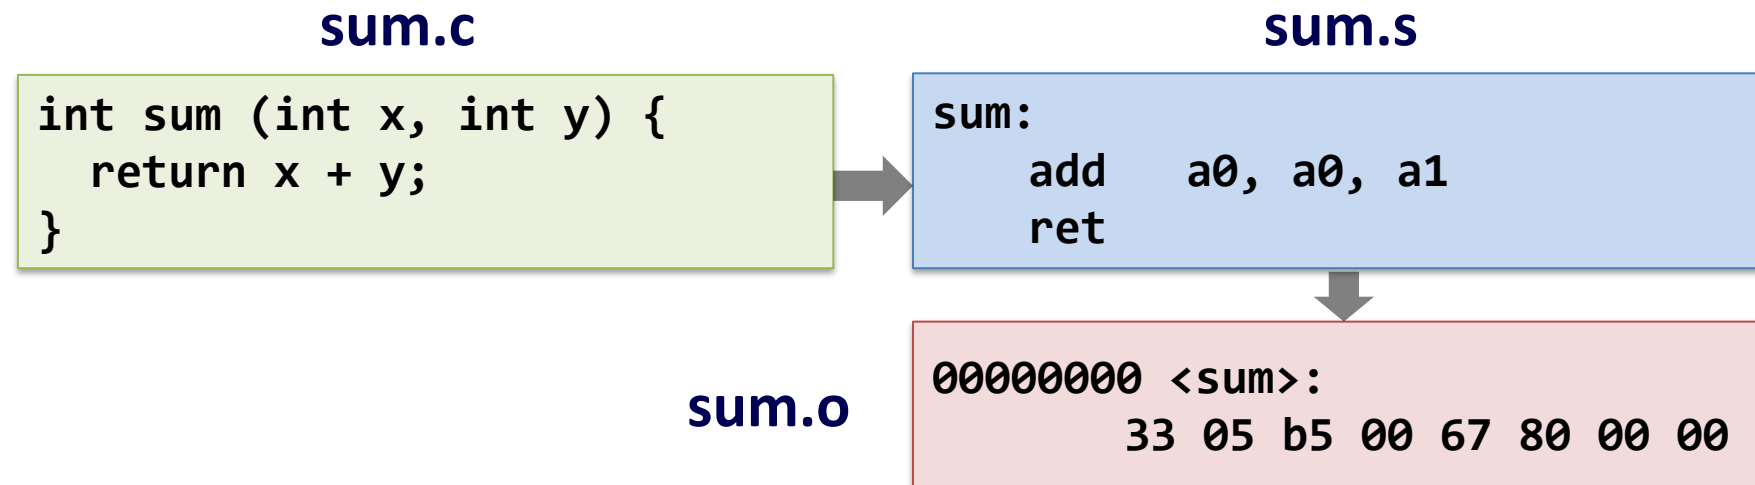 sum.c
int sum (int x, int y) {
  return x + y;
}
sum.s
sum:
    add   a0, a0, a1
    ret
sum.o
00000000 <sum>:
       33 05 b5 00 67 80 00 00